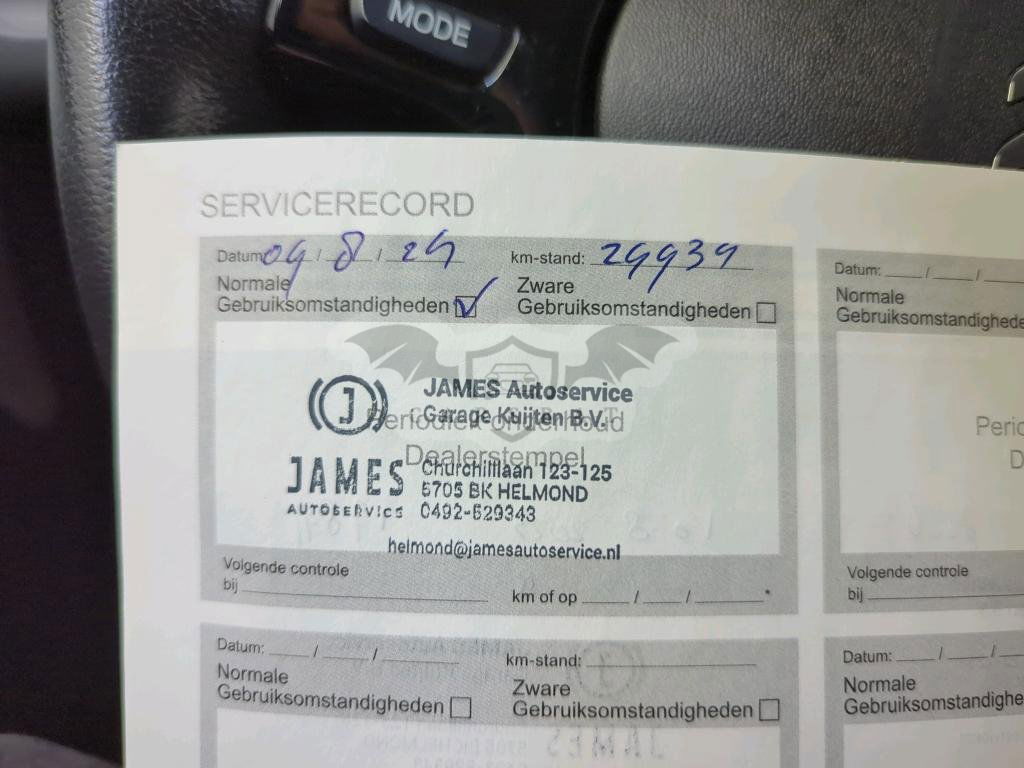 MODE
SERVICERECORD
Datum: 09 / 8 / 24 km-stand: 29939
Normale
Gebruiksomstandigheden
Zware
Gebruiksomstandigheden
JAMES Autoservice
Garage Kuijten B.V.
Periodiek onderhoud
Dealerstempel
Churchilllaan 123-125
5705 BK HELMOND
0492-529343
JAMES
AUTOSERVICE
helmond@jamesautoservice.nl
Volgende controle
bij km of op / / *
Datum: / / km-stand:
Normale
Gebruiksomstandigheden
Zware
Gebruiksomstandigheden
Datum: / /
Normale
Gebruiksomstandighede
Perio
D
Volgende controle
bij
Datum: / /
Normale
Gebruiksomstandighe